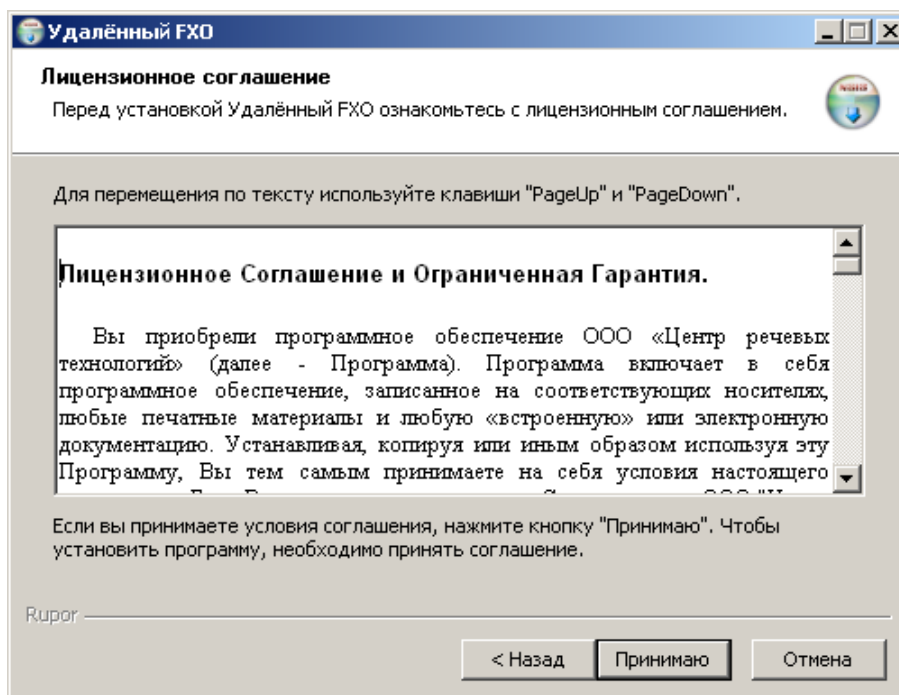 Удалённый FXO
Лицензионное соглашение
Перед установкой Удалённый FXO ознакомьтесь с лицензионным соглашением.
Для перемещения по тексту используйте клавиши "PageUp" и "PageDown".
Лицензионное Соглашение и Ограниченная Гарантия.
Вы приобрели программное обеспечение ООО «Центр речевых
технологий» (далее - Программа). Программа включает в себя
программное обеспечение, записанное на соответствующих носителях,
любые печатные материалы и любую «встроенную» или электронную
документацию. Устанавливая, копируя или иным образом используя эту
Программу, Вы тем самым принимаете на себя условия настоящего
Если вы принимаете условия соглашения, нажмите кнопку "Принимаю". Чтобы
установить программу, необходимо принять соглашение.
Rupor
< Назад
Принимаю
Отмена